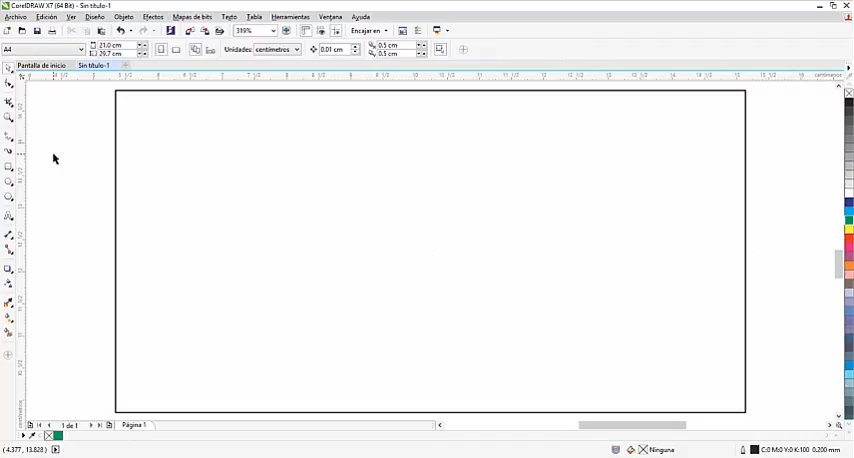 CorelDRAW X7 (64 Bit) - Sin título-1
Archivo Edición Ver Diseño Objeto Efectos Mapas de bits Texto Tabla Herramientas Ventana Ayuda
319% Encajar en
A4 21.0 cm 29.7 cm Unidades: centímetros 0.01 cm 0.5 cm 0.5 cm
Pantalla de inicio Sin título-1
centímetros
centímetros
1 de 1 Página 1
( 4.377, 13.828 ) Ninguna C:0 M:0 Y:0 K:100 0.200 mm